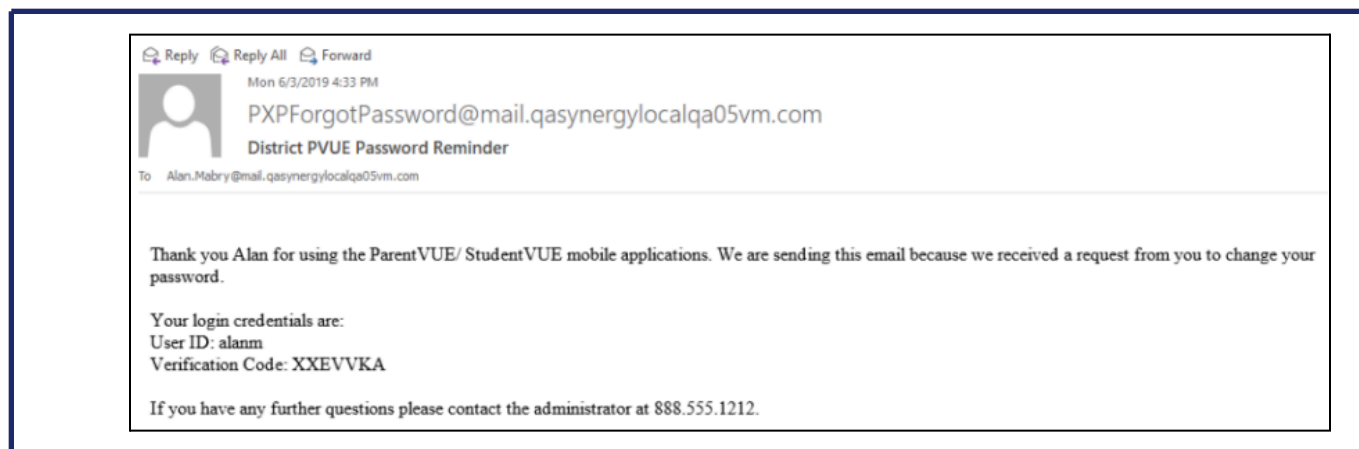 Reply Reply All Forward
Mon 6/3/2019 4:33 PM
PXPForgotPassword@mail.qasynergylocalqa05vm.com
District PVUE Password Reminder
To Alan.Mabry@mail.qasynergylocalqa05vm.com
Thank you Alan for using the ParentVUE/ StudentVUE mobile applications. We are sending this email because we received a request from you to change your
password.
Your login credentials are:
User ID: alanm
Verification Code: XXEVVKA
If you have any further questions please contact the administrator at 888.555.1212.